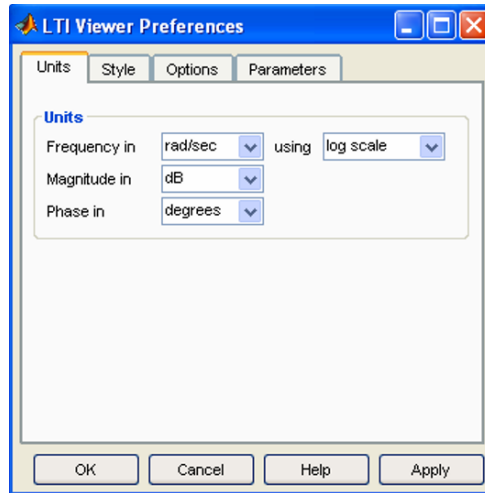 LTI Viewer Preferences
Units Style Options Parameters
Units
Frequency in rad/sec using log scale
Magnitude in dB
Phase in degrees
OK Cancel Help Apply